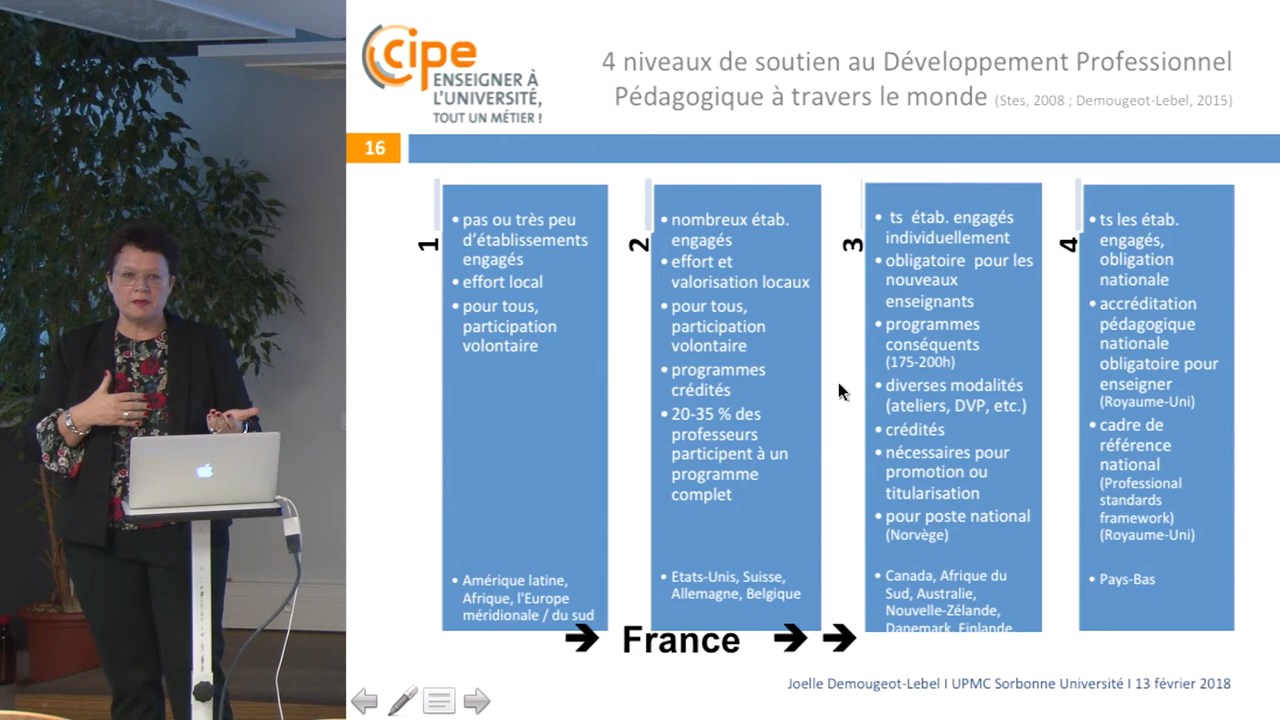 cipe
ENSEIGNER À
L'UNIVERSITÉ,
TOUT UN MÉTIER !
4 niveaux de soutien au Développement Professionnel
Pédagogique à travers le monde (Stes, 2008 ; Demougeot-Lebel, 2015)
16
1
• pas ou très peu
d'établissements
engagés
• effort local
• pour tous,
participation
volontaire
• Amérique latine,
Afrique, l'Europe
méridionale / du sud
2
• nombreux étab.
engagés
• effort et
valorisation locaux
• pour tous,
participation
volontaire
• programmes
crédités
• 20-35 % des
professeurs
participent à un
programme
complet
• Etats-Unis, Suisse,
Allemagne, Belgique
3
• ts étab. engagés
individuellement
• obligatoire pour les
nouveaux
enseignants
• programmes
conséquents
(175-200h)
• diverses modalités
(ateliers, DVP, etc.)
• crédités
• nécessaires pour
promotion ou
titularisation
• pour poste national
(Norvège)
• Canada, Afrique du
Sud, Australie,
Nouvelle-Zélande,
Danemark, Finlande,
4
• ts les étab.
engagés,
obligation
nationale
• accréditation
pédagogique
nationale
obligatoire pour
enseigner
(Royaume-Uni)
• cadre de
référence
national
(Professional
standards
framework)
(Royaume-Uni)
• Pays-Bas
➔ France ➔ ➔
Joelle Demougeot-Lebel I UPMC Sorbonne Université I 13 février 2018